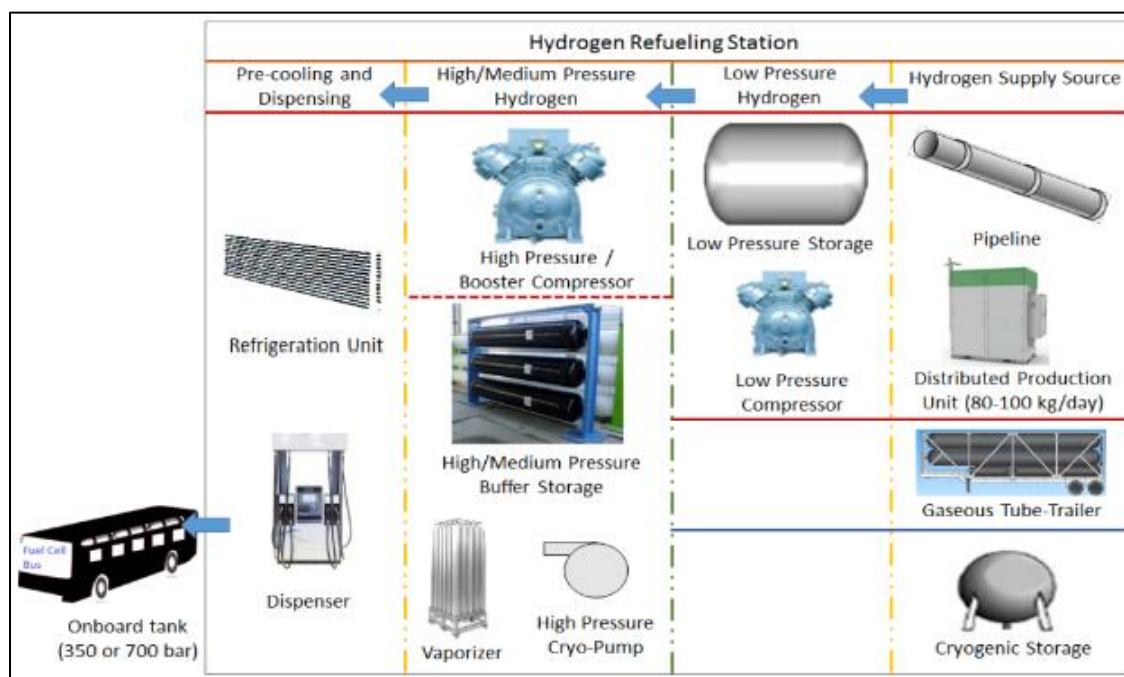 Hydrogen Refueling Station
Pre-cooling and
Dispensing
High/Medium Pressure
Hydrogen
Low Pressure
Hydrogen
Hydrogen Supply Source
Refrigeration Unit
Dispenser
High Pressure /
Booster Compressor
High/Medium Pressure
Buffer Storage
Vaporizer
High Pressure
Cryo-Pump
Low Pressure Storage
Low Pressure
Compressor
Pipeline
Distributed Production
Unit (80-100 kg/day)
Gaseous Tube-Trailer
Cryogenic Storage
Fuel Cell
Bus
Onboard tank
(350 or 700 bar)